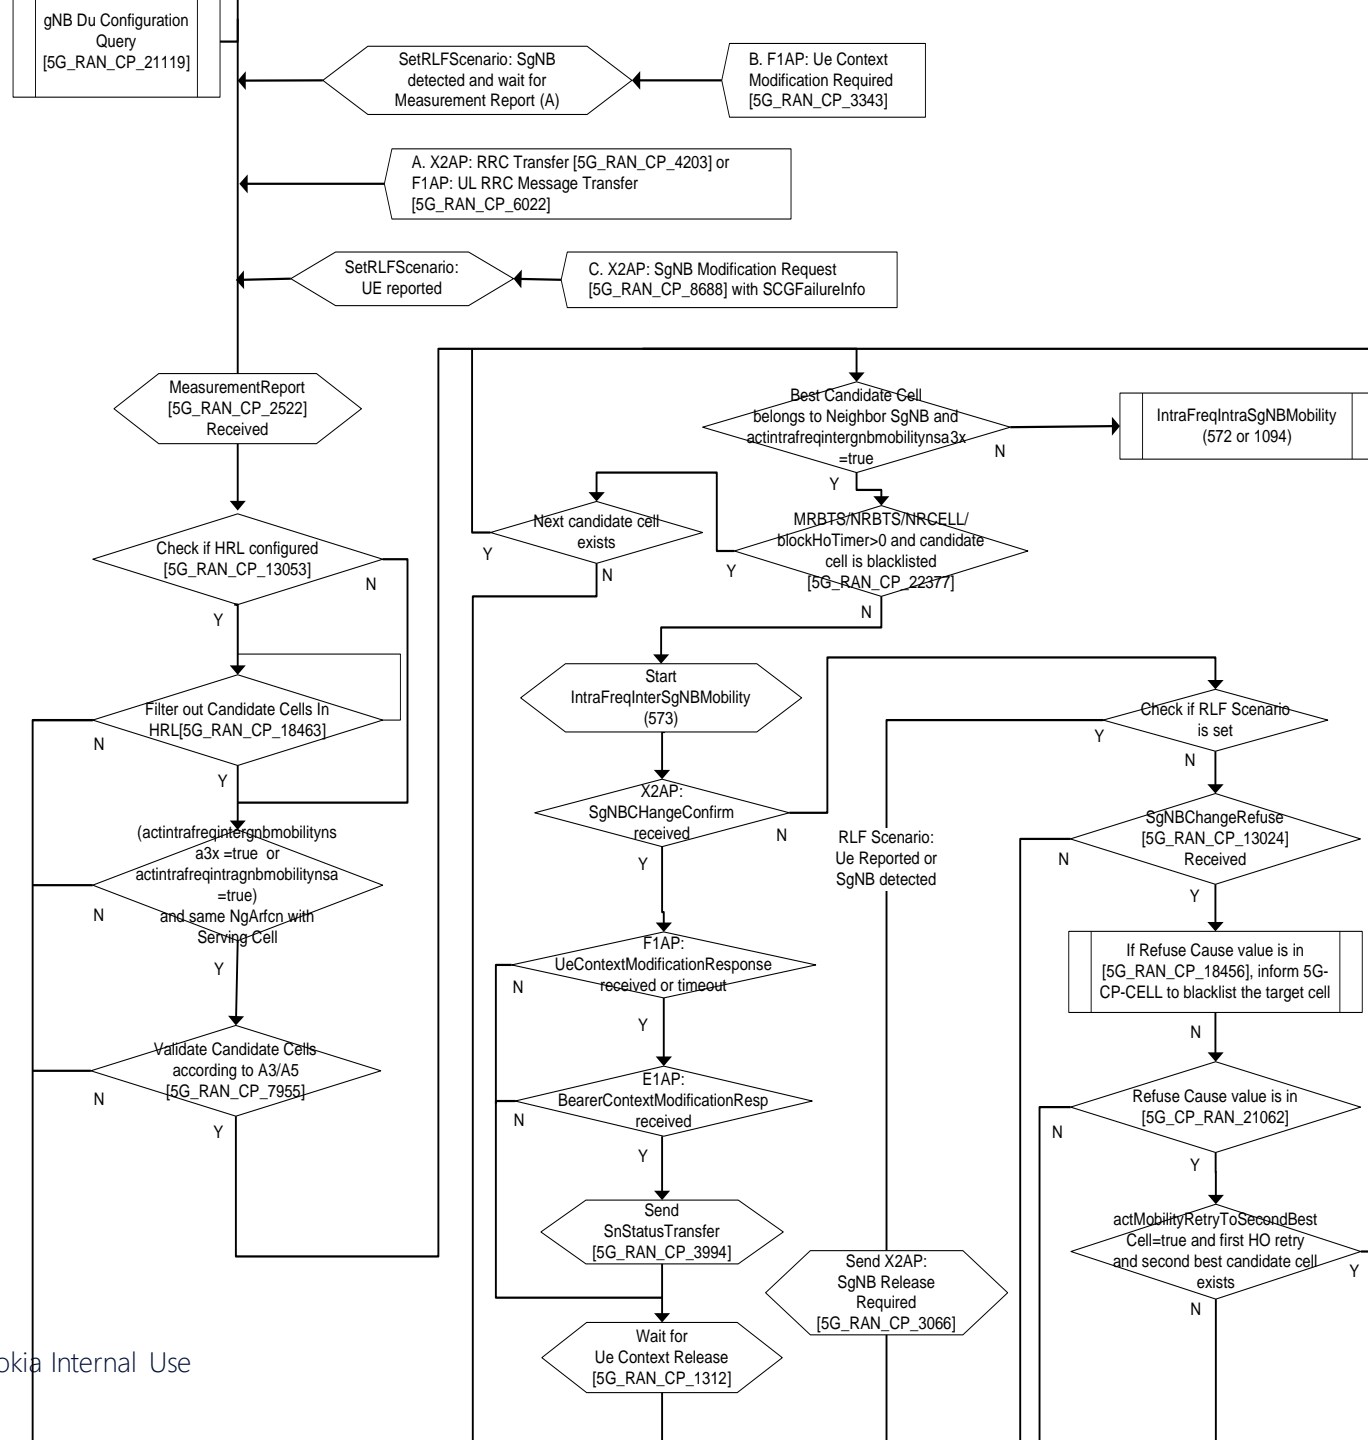 gNB Du Configuration
Query
[5G_RAN_CP_21119]
SetRLFScenario: SgNB
detected and wait for
Measurement Report (A)
B. F1AP: Ue Context
Modification Required
[5G_RAN_CP_3343]
A. X2AP: RRC Transfer [5G_RAN_CP_4203] or
F1AP: UL RRC Message Transfer
[5G_RAN_CP_6022]
SetRLFScenario:
UE reported
C. X2AP: SgNB Modification Request
[5G_RAN_CP_8688] with SCGFailureInfo
MeasurementReport
[5G_RAN_CP_2522]
Received
Best Candidate Cell
belongs to Neighbor SgNB and
actintrafreqintergnbmobilitynsa3x
=true
N
Y
IntraFreqIntraSgNBMobility
(572 or 1094)
Next candidate cell
exists
Y
N
MRBTS/NRBTS/NRCELL/
blockHoTimer>0 and candidate
cell is blacklisted
[5G_RAN_CP_22377]
Y
N
Check if HRL configured
[5G_RAN_CP_13053]
N
Y
Filter out Candidate Cells In
HRL[5G_RAN_CP_18463]
N
Y
Start
IntraFreqInterSgNBMobility
(573)
Check if RLF Scenario
is set
Y
N
X2AP:
SgNBCHangeConfirm
received
N
Y
RLF Scenario:
Ue Reported or
SgNB detected
SgNBChangeRefuse
[5G_RAN_CP_13024]
Received
N
Y
(actintrafreqintergnbmobilityns
a3x =true or
actintrafreqintragnbmobilitynsa
=true)
and same NgArfcn with
Serving Cell
N
Y
F1AP:
UeContextModificationResponse
received or timeout
N
Y
If Refuse Cause value is in
[5G_RAN_CP_18456], inform 5G-
CP-CELL to blacklist the target cell
N
Validate Candidate Cells
according to A3/A5
[5G_RAN_CP_7955]
N
Y
E1AP:
BearerContextModificationResp
received
N
Y
Refuse Cause value is in
[5G_CP_RAN_21062]
N
Y
Send
SnStatusTransfer
[5G_RAN_CP_3994]
Send X2AP:
SgNB Release
Required
[5G_RAN_CP_3066]
actMobilityRetryToSecondBest
Cell=true and first HO retry
and second best candidate cell
exists
Y
N
Wait for
Ue Context Release
[5G_RAN_CP_1312]
okia Internal Use